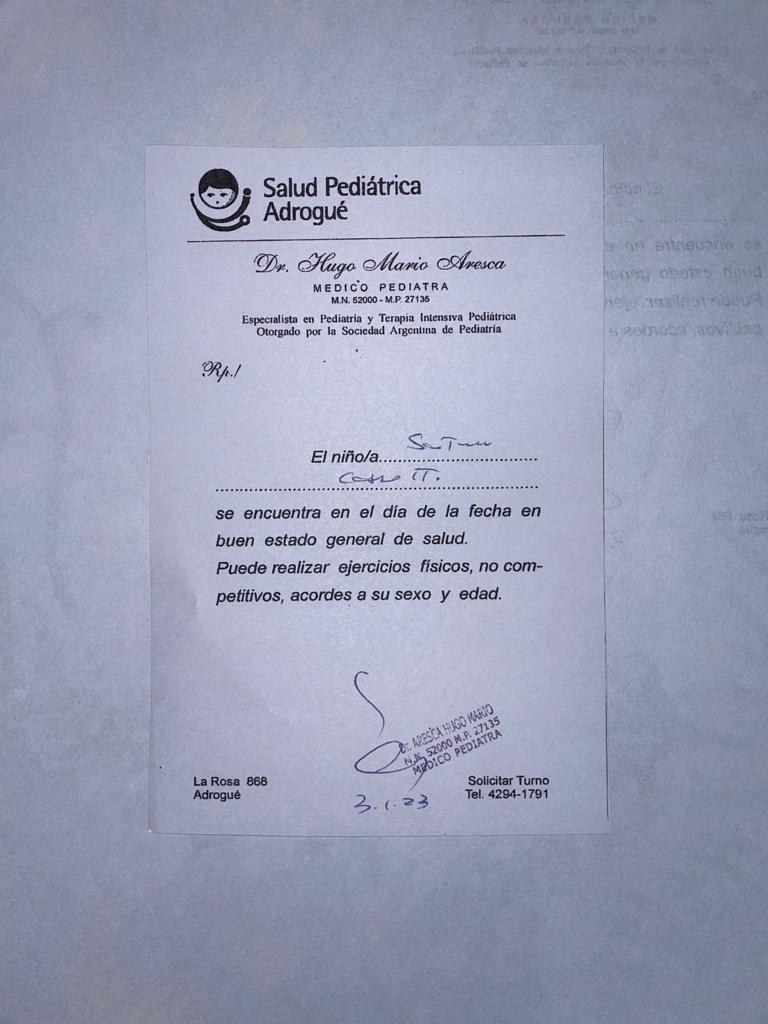 Salud Pediátrica
Adrogué
Dr. Hugo Mario Aresca
MEDICO PEDIATRA
M.N. 52000 - M.P. 27135
Especialista en Pediatría y Terapia Intensiva Pediátrica
Otorgado por la Sociedad Argentina de Pediatría
Rp./
El niño/a
se encuentra en el día de la fecha en
buen estado general de salud.
Puede realizar ejercicios físicos, no com-
petitivos, acordes a su sexo y edad.
Dr. ARESCA HUGO MARIO
M.N. 52000 M.P. 27135
MEDICO PEDIATRA
La Rosa 868
Adrogué
Solicitar Turno
Tel. 4294-1791
3.1.23